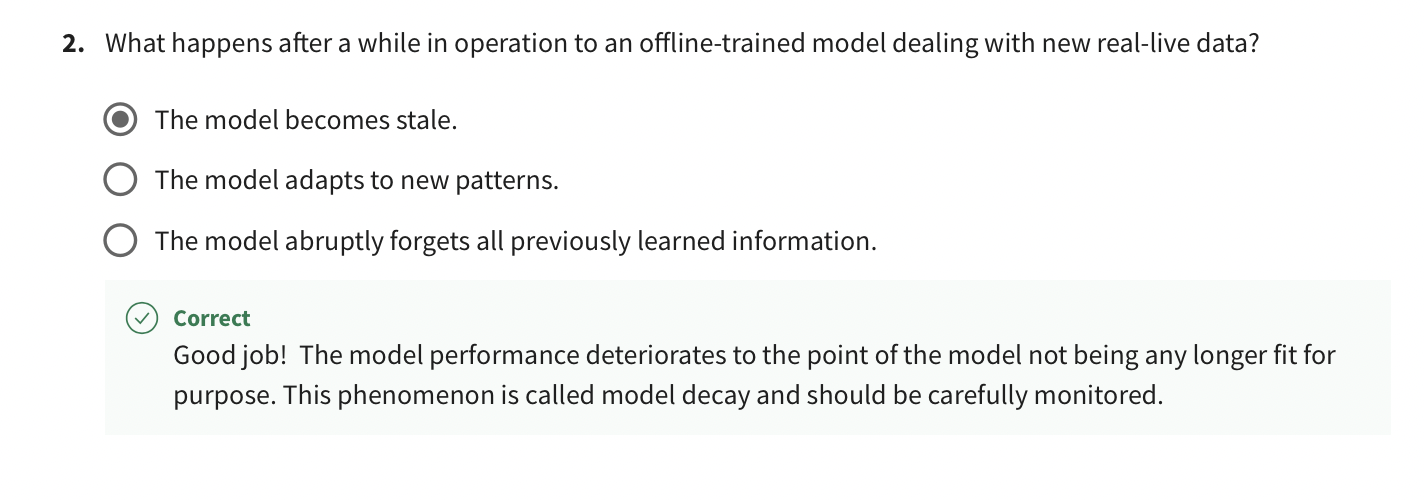 2. What happens after a while in operation to an offline-trained model dealing with new real-live data?
The model becomes stale.
The model adapts to new patterns.
The model abruptly forgets all previously learned information.
Correct
Good job!  The model performance deteriorates to the point of the model not being any longer fit for
purpose. This phenomenon is called model decay and should be carefully monitored.